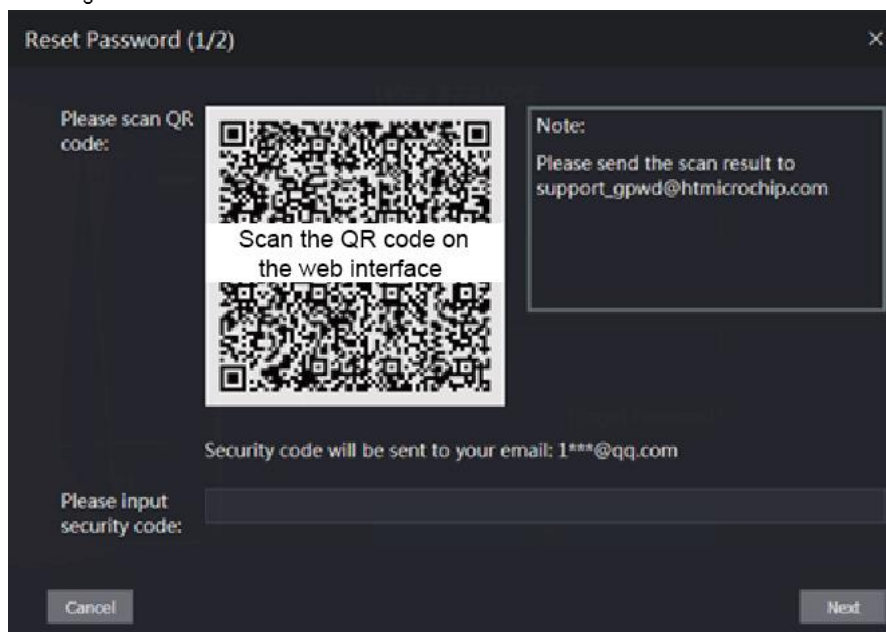 Reset Password (1/2)
Please scan QR
code:
Scan the QR code on
the web interface
Note:
Please send the scan result to
support_gpwd@htmicrochip.com
Security code will be sent to your email: 1***@qq.com
Please input
security code:
Cancel
Next